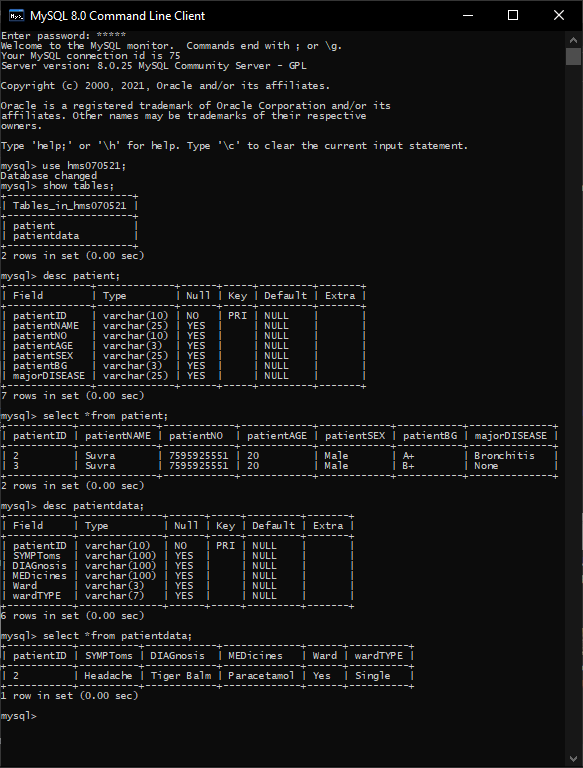 MySQL 8.0 Command Line Client
Enter password: *****
Welcome to the MySQL monitor.  Commands end with ; or \g.
Your MySQL connection id is 75
Server version: 8.0.25 MySQL Community Server - GPL
Copyright (c) 2000, 2021, Oracle and/or its affiliates.
Oracle is a registered trademark of Oracle Corporation and/or its
affiliates. Other names may be trademarks of their respective
owners.
Type 'help;' or '\h' for help. Type '\c' to clear the current input statement.
mysql> use hms070521;
Database changed
mysql> show tables;
+--------------------+
| Tables_in_hms070521 |
+--------------------+
| patient             |
| patientdata         |
+--------------------+
2 rows in set (0.00 sec)
mysql> desc patient;
+--------------+-------------+------+-----+---------+-------+
| Field        | Type        | Null | Key | Default | Extra |
+--------------+-------------+------+-----+---------+-------+
| patientID    | varchar(10) | NO   | PRI | NULL    |       |
| patientNAME  | varchar(25) | YES  |     | NULL    |       |
| patientNO    | varchar(10) | YES  |     | NULL    |       |
| patientAGE   | varchar(3)  | YES  |     | NULL    |       |
| patientSEX   | varchar(25) | YES  |     | NULL    |       |
| patientBG    | varchar(3)  | YES  |     | NULL    |       |
| majorDISEASE | varchar(25) | YES  |     | NULL    |       |
+--------------+-------------+------+-----+---------+-------+
7 rows in set (0.00 sec)
mysql> select *from patient;
+-----------+-------------+------------+------------+------------+-----------+--------------+
| patientID | patientNAME | patientNO  | patientAGE | patientSEX | patientBG | majorDISEASE |
+-----------+-------------+------------+------------+------------+-----------+--------------+
| 2         | Suvra       | 7595925551 | 20         | Male       | A+        | Bronchitis   |
| 3         | Suvra       | 7595925551 | 20         | Male       | B+        | None         |
+-----------+-------------+------------+------------+------------+-----------+--------------+
2 rows in set (0.00 sec)
mysql> desc patientdata;
+-----------+--------------+------+-----+---------+-------+
| Field     | Type         | Null | Key | Default | Extra |
+-----------+--------------+------+-----+---------+-------+
| patientID | varchar(10)  | NO   | PRI | NULL    |       |
| SYMPToms  | varchar(100) | YES  |     | NULL    |       |
| DIAGnosis | varchar(100) | YES  |     | NULL    |       |
| MEDicines | varchar(100) | YES  |     | NULL    |       |
| Ward      | varchar(3)   | YES  |     | NULL    |       |
| wardTYPE  | varchar(7)   | YES  |     | NULL    |       |
+-----------+--------------+------+-----+---------+-------+
6 rows in set (0.00 sec)
mysql> select *from patientdata;
+-----------+----------+------------+-------------+------+----------+
| patientID | SYMPToms | DIAGnosis  | MEDicines   | Ward | wardTYPE |
+-----------+----------+------------+-------------+------+----------+
| 2         | Headache | Tiger Balm | Paracetamol | Yes  | Single   |
+-----------+----------+------------+-------------+------+----------+
1 row in set (0.00 sec)
mysql>